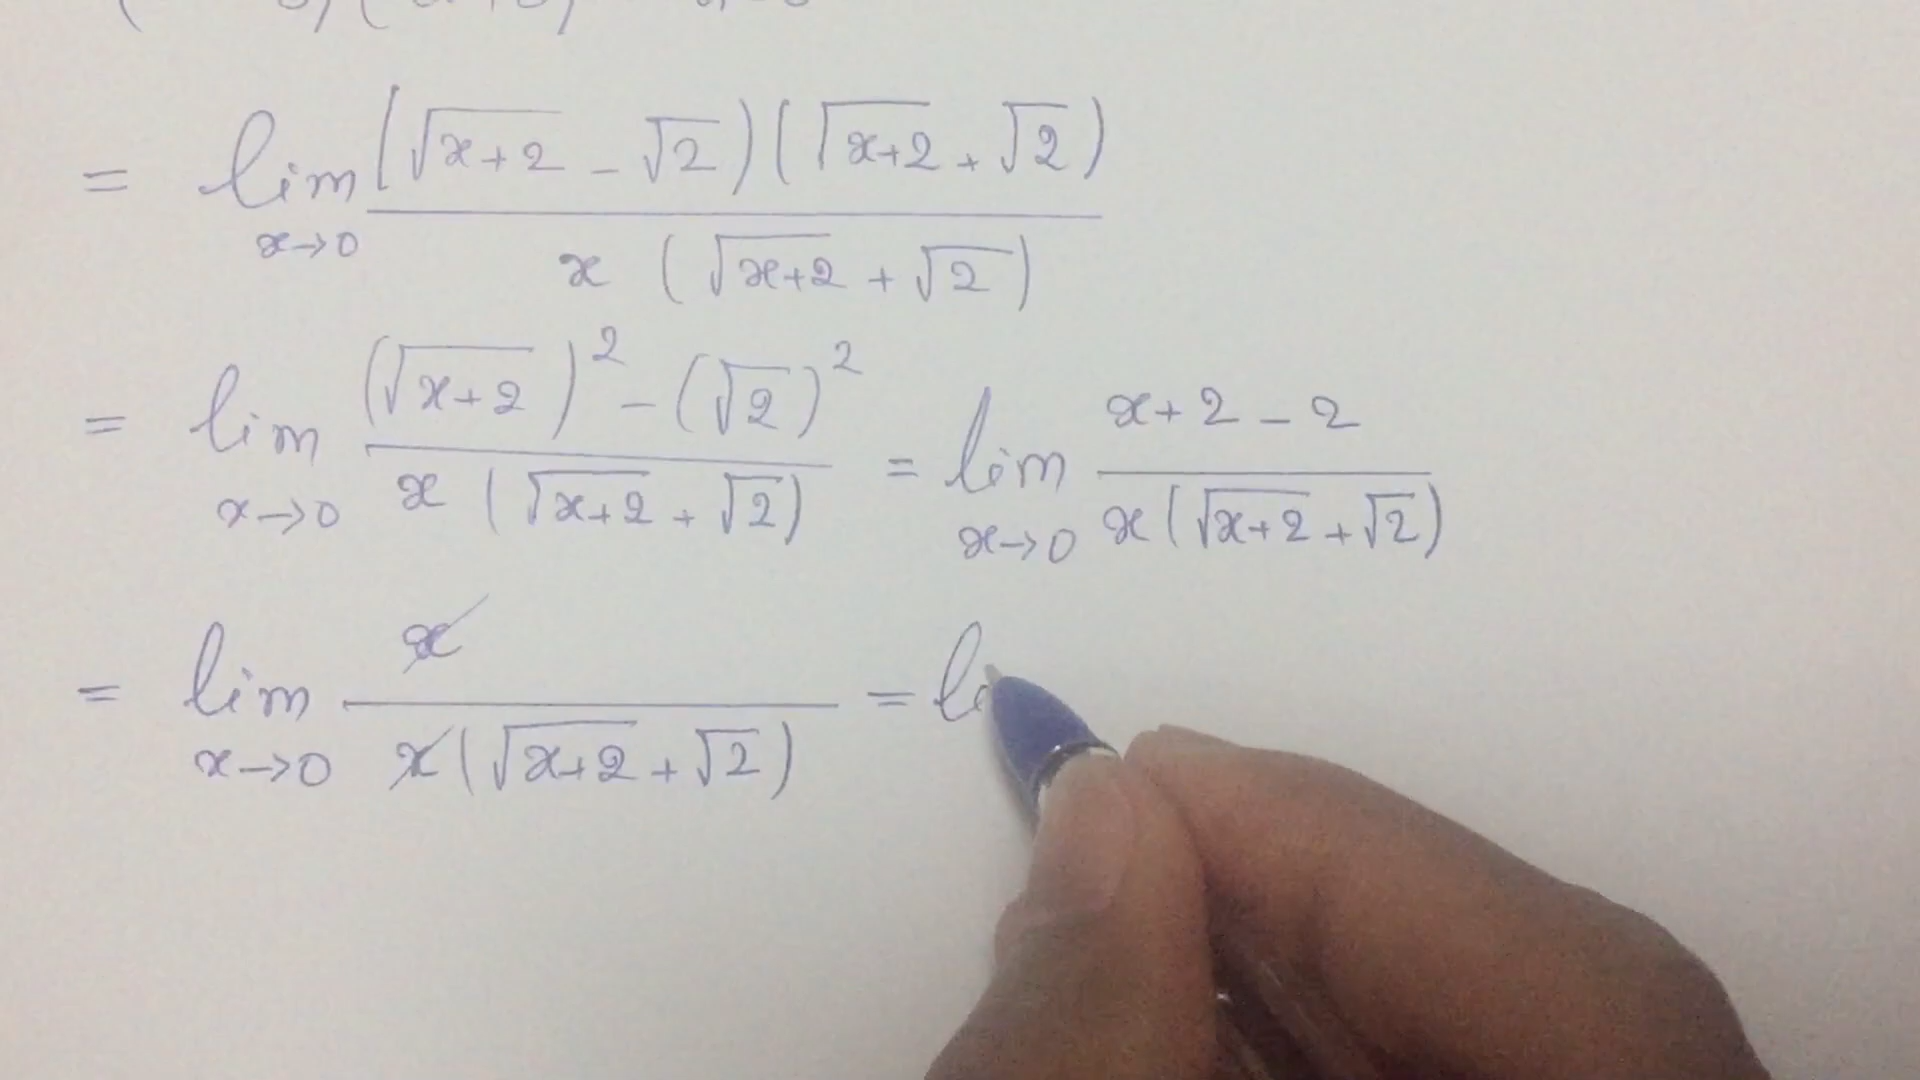 = lim x→0 (√(x+2) - √2)(√(x+2) + √2) / x (√(x+2) + √2)
= lim x→0 (√(x+2))² - (√2)² / x (√(x+2) + √2) = lim x→0 x+2-2 / x(√(x+2) + √2)
= lim x→0 x / x(√(x+2) + √2) =